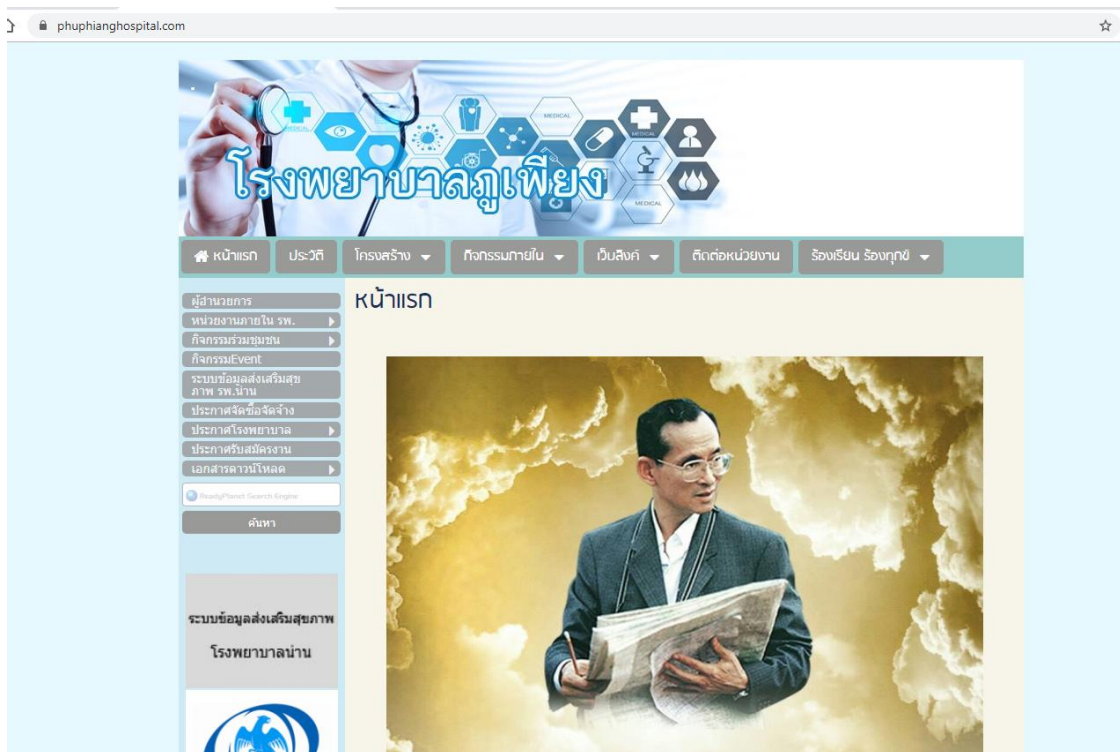 phuphianghospital.com
MEDICAL
MEDICAL
MEDICAL
MEDICAL
โรงพยาบาลภูเพียง
MEDICAL
หน้าแรก ประวัติ โครงสร้าง กิจกรรมภายใน เว็บลิงค์ ติดต่อหน่วยงาน ร้องเรียน ร้องทุกข์
หน้าแรก
ผู้อำนวยการ
หน่วยงานภายใน รพ.
กิจกรรมร่วมชุมชน
กิจกรรมEvent
ระบบข้อมูลส่งเสริมสุข
ภาพ รพ.น่าน
ประกาศจัดซื้อจัดจ้าง
ประกาศโรงพยาบาล
ประกาศรับสมัครงาน
เอกสารดาวน์โหลด
ReadyPlanet Search Engine
ค้นหา
ระบบข้อมูลส่งเสริมสุขภาพ
โรงพยาบาลน่าน